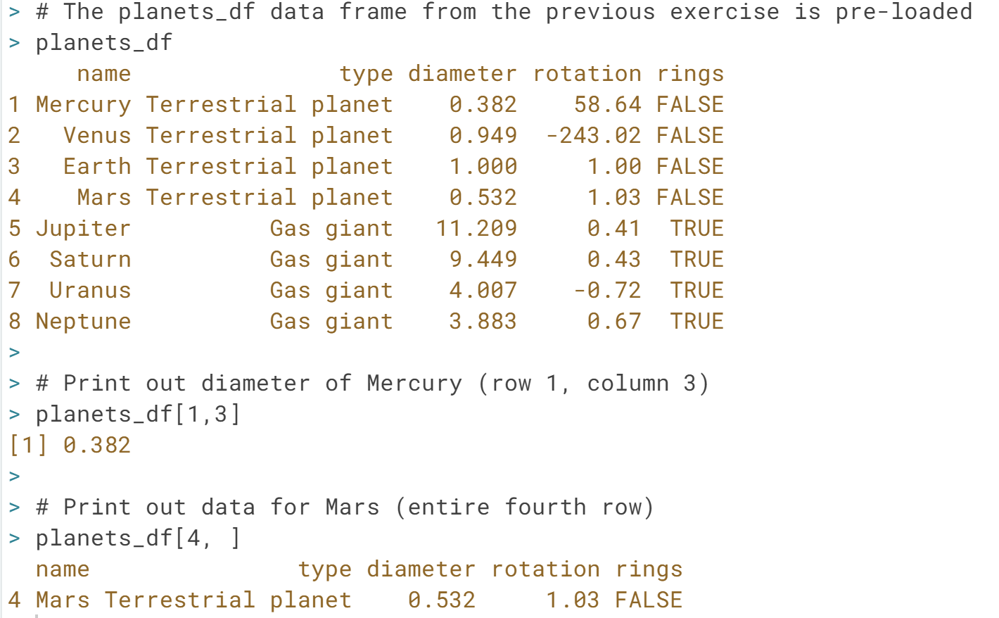 > # The planets_df data frame from the previous exercise is pre-loaded
> planets_df
     name               type diameter rotation rings
1 Mercury Terrestrial planet    0.382    58.64 FALSE
2   Venus Terrestrial planet    0.949  -243.02 FALSE
3   Earth Terrestrial planet    1.000     1.00 FALSE
4    Mars Terrestrial planet    0.532     1.03 FALSE
5 Jupiter          Gas giant   11.209     0.41  TRUE
6  Saturn          Gas giant    9.449     0.43  TRUE
7  Uranus          Gas giant    4.007    -0.72  TRUE
8 Neptune          Gas giant    3.883     0.67  TRUE
>
> # Print out diameter of Mercury (row 1, column 3)
> planets_df[1,3]
[1] 0.382
>
> # Print out data for Mars (entire fourth row)
> planets_df[4, ]
  name               type diameter rotation rings
4 Mars Terrestrial planet    0.532     1.03 FALSE